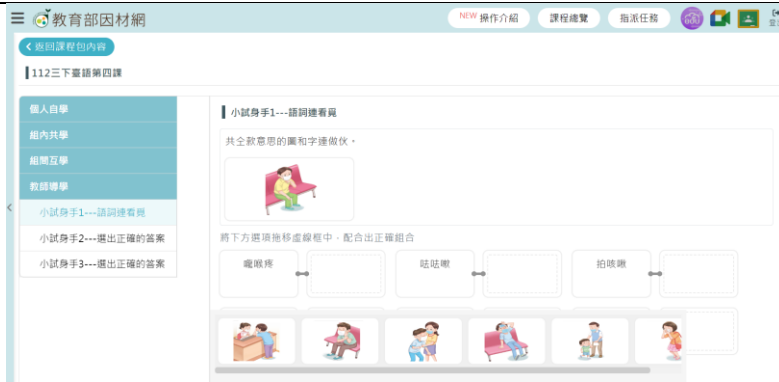 教育部因材網
NEW 操作介紹
課程總覽
指派任務
返回課程包內容
112三下臺語第四課
個人自學
組內共學
組間互學
教師導學
小試身手1---語詞連看覓
小試身手2---選出正確的答案
小試身手3---選出正確的答案
小試身手1---語詞連看覓
共仝款意思的圖和字連做伙。
將下方選項拖移虛線框中，配合出正確組合
嚨喉疼
呿呿嗽
拍咳啾